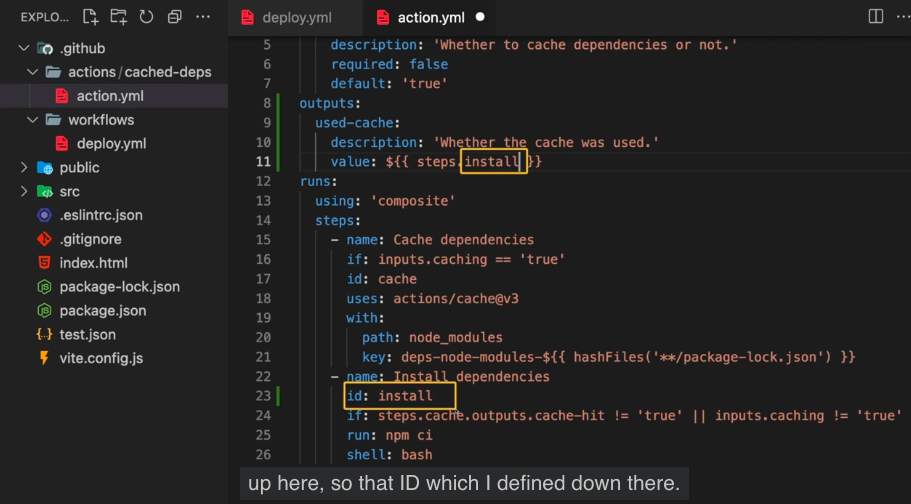 EXPLO...
deploy.yml
action.yml
.github
actions/cached-deps
action.yml
workflows
deploy.yml
public
src
.eslintrc.json
.gitignore
index.html
package-lock.json
package.json
test.json
vite.config.js
5 description: 'Whether to cache dependencies or not.'
6 required: false
7 default: 'true'
8 outputs:
9 used-cache:
10 description: 'Whether the cache was used.'
11 value: ${{ steps.install }}
12 runs:
13 using: 'composite'
14 steps:
15 - name: Cache dependencies
16 if: inputs.caching == 'true'
17 id: cache
18 uses: actions/cache@v3
19 with:
20 path: node_modules
21 key: deps-node-modules-${{ hashFiles('**/package-lock.json') }}
22 - name: Install dependencies
23 id: install
24 if: steps.cache.outputs.cache-hit != 'true' || inputs.caching != 'true'
25 run: npm ci
26 shell: bash
up here, so that ID which I defined down there.